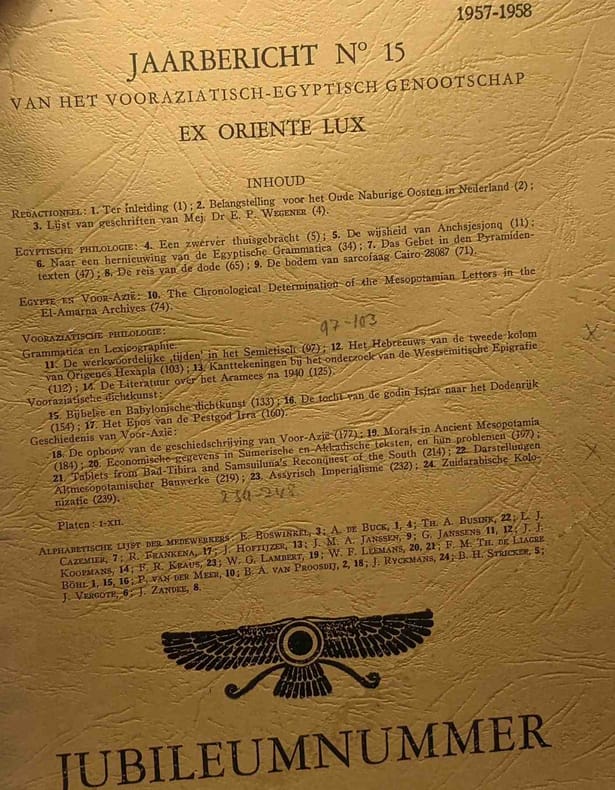 1957-1958
JAARBERICHT Nº 15
VAN HET VOORAZIATISCH-EGYPTISCH GENOOTSCHAP
EX ORIENTE LUX
INHOUD
REDACTIONEEL: 1. Ter inleiding (1); 2. Belangstelling voor het Oude Naburige Oosten in Nederland (2);
3. Lijst van geschriften van Mej. Dr E. P. WEGENER (4).
EGYPTISCHE PHILOLOGIE: 4. Een zwerver thuisgebracht (5); 5. De wijsheid van Anchsjesjonq (11);
6. Naar een hernieuwing van de Egyptische Grammatica (34); 7. Das Gebet in den Pyramiden-
texten (47); 8. De reis van de dode (65); 9. De bodem van sarcofaag Cairo 28087 (71).
EGYPTE EN VOOR-AZIË: 10. The Chronological Determination of the Mesopotamian Letters in the
El-Amarna Archives (74).
VOORAZIATISCHE PHILOLOGIE:
97-103
Grammatica en Lexicographie:
11. De werkwoordelijke ‚tijden' in het Semietisch (97); 12. Het Hebreeuws van de tweede kolom
van Origenes Hexapla (103); 13. Kanttekeningen bij het onderzoek van de Westsemitische Epigrafie
(112); 14. De Literatuur over het Aramees na 1940 (125).
Vooraziatische dichtkunst:
15. Bijbelse en Babylonische dichtkunst (133); 16. De tocht van de godin Isjtar naar het Dodenrijk
(154); 17. Het Epos van de Pestgod Irra (160).
Geschiedenis van Voor-Azië:
18. De opbouw van de geschiedschrijving van Voor-Azië (177); 19. Morals in Ancient Mesopotamia
(184); 20. Economische gegevens in Sumerische en Akkadische teksten, en hun problemen (197);
21. Tablets from Bad-Tibira and Samsuiluna's Reconquest of the South (214); 22. Darstellungen
Altmesopotamischer Bauwerke (219); 23. Assyrisch Imperialisme (232); 24. Zuidarabische Kolo-
nizatie (239).
234-248
Platen: I-XII.
ALPHABETISCHE LIJST DER MEDEWERKERS: E. BOSWINKEL, 3; A. DE BUCK, 1, 4; TH. A. BUSINK, 22; L. J.
CAZEMIER, 7; R. FRANKENA, 17; J. HOFTIJZER, 13; J. M. A. JANSSEN, 9; G. JANSSENS 11, 12; J. J.
KOOPMANS, 14; F. R. KRAUS, 23; W. G. LAMBERT, 19; W. F. LEEMANS, 20, 21; F. M. TH. DE LIAGRE
BÖHL 1, 15, 16; P. VAN DER MEER, 10; B. A. VAN PROOSDIJ, 2, 18; J. RYCKMANS, 24; B. H. STRICKER, 5;
J. VERGOTE, 6; J. ZANDEE, 8.
JUBILEUMNUMMER